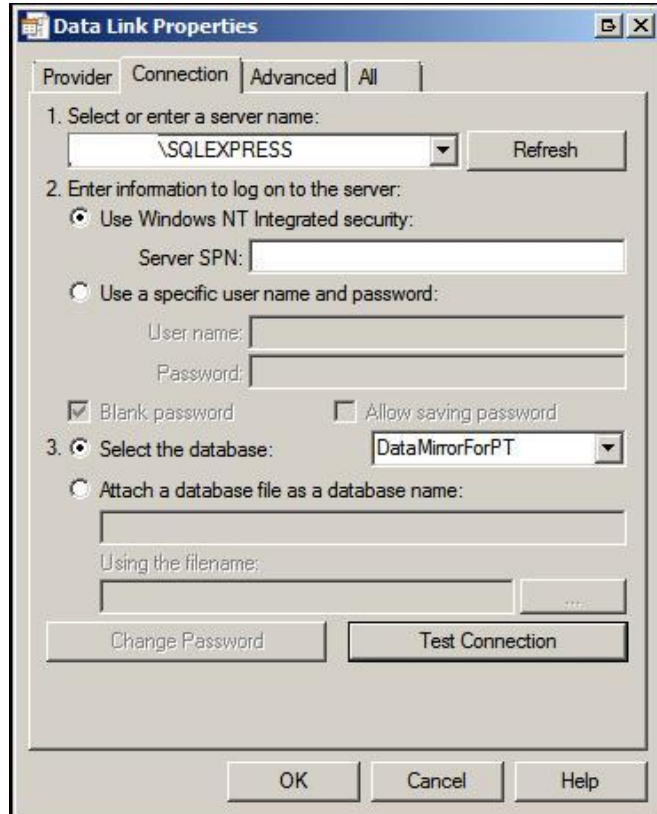 Data Link Properties
Provider Connection Advanced All
1. Select or enter a server name:
\SQLEXPRESS Refresh
2. Enter information to log on to the server:
Use Windows NT Integrated security:
Server SPN:
Use a specific user name and password:
User name:
Password:
Blank password Allow saving password
3. Select the database: DataMirrorForPT
Attach a database file as a database name:
Using the filename:
...
Change Password Test Connection
OK Cancel Help